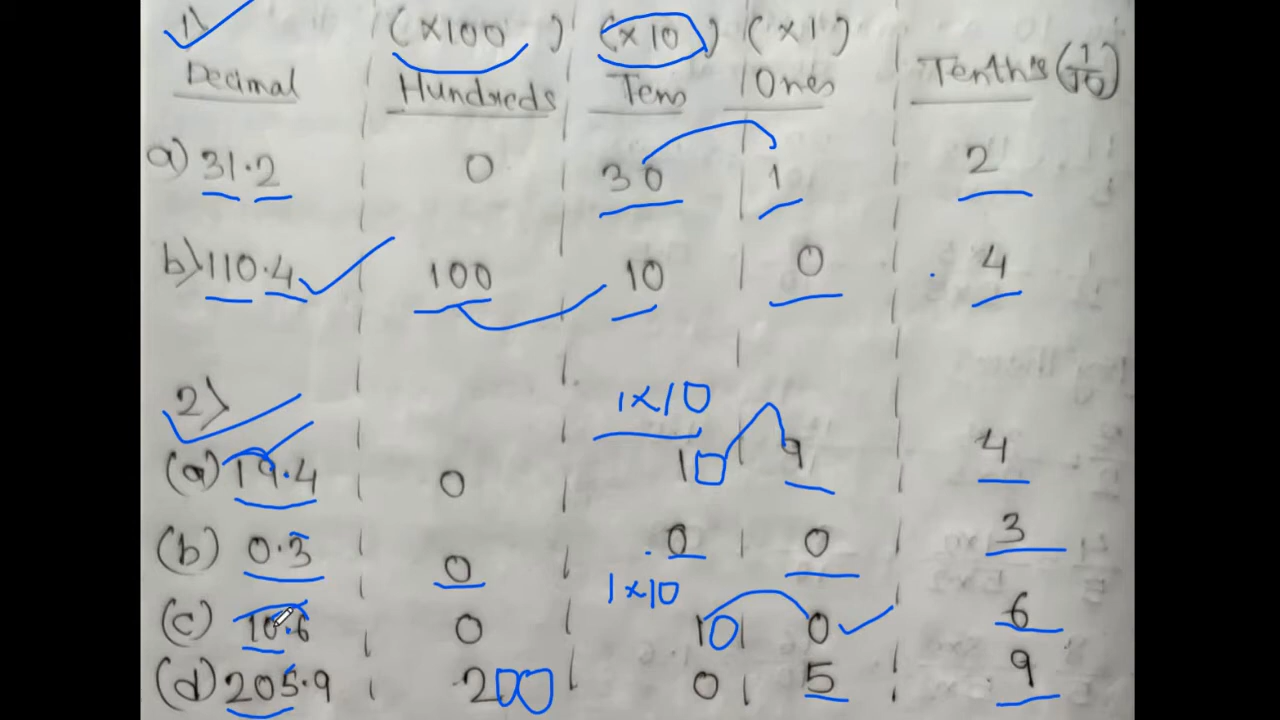 1) (×100) (×10) (×1)
Decimal Hundreds Tens Ones Tenth's (1/10)
a) 31.2 0 30 1 2
b) 110.4 100 10 0 4
2) 1×10
(a) 19.4 0 10 9 4
(b) 0.3 0 0 0 3
1×10
(c) 10.6 0 10 0 6
(d) 205.9 200 0 5 9